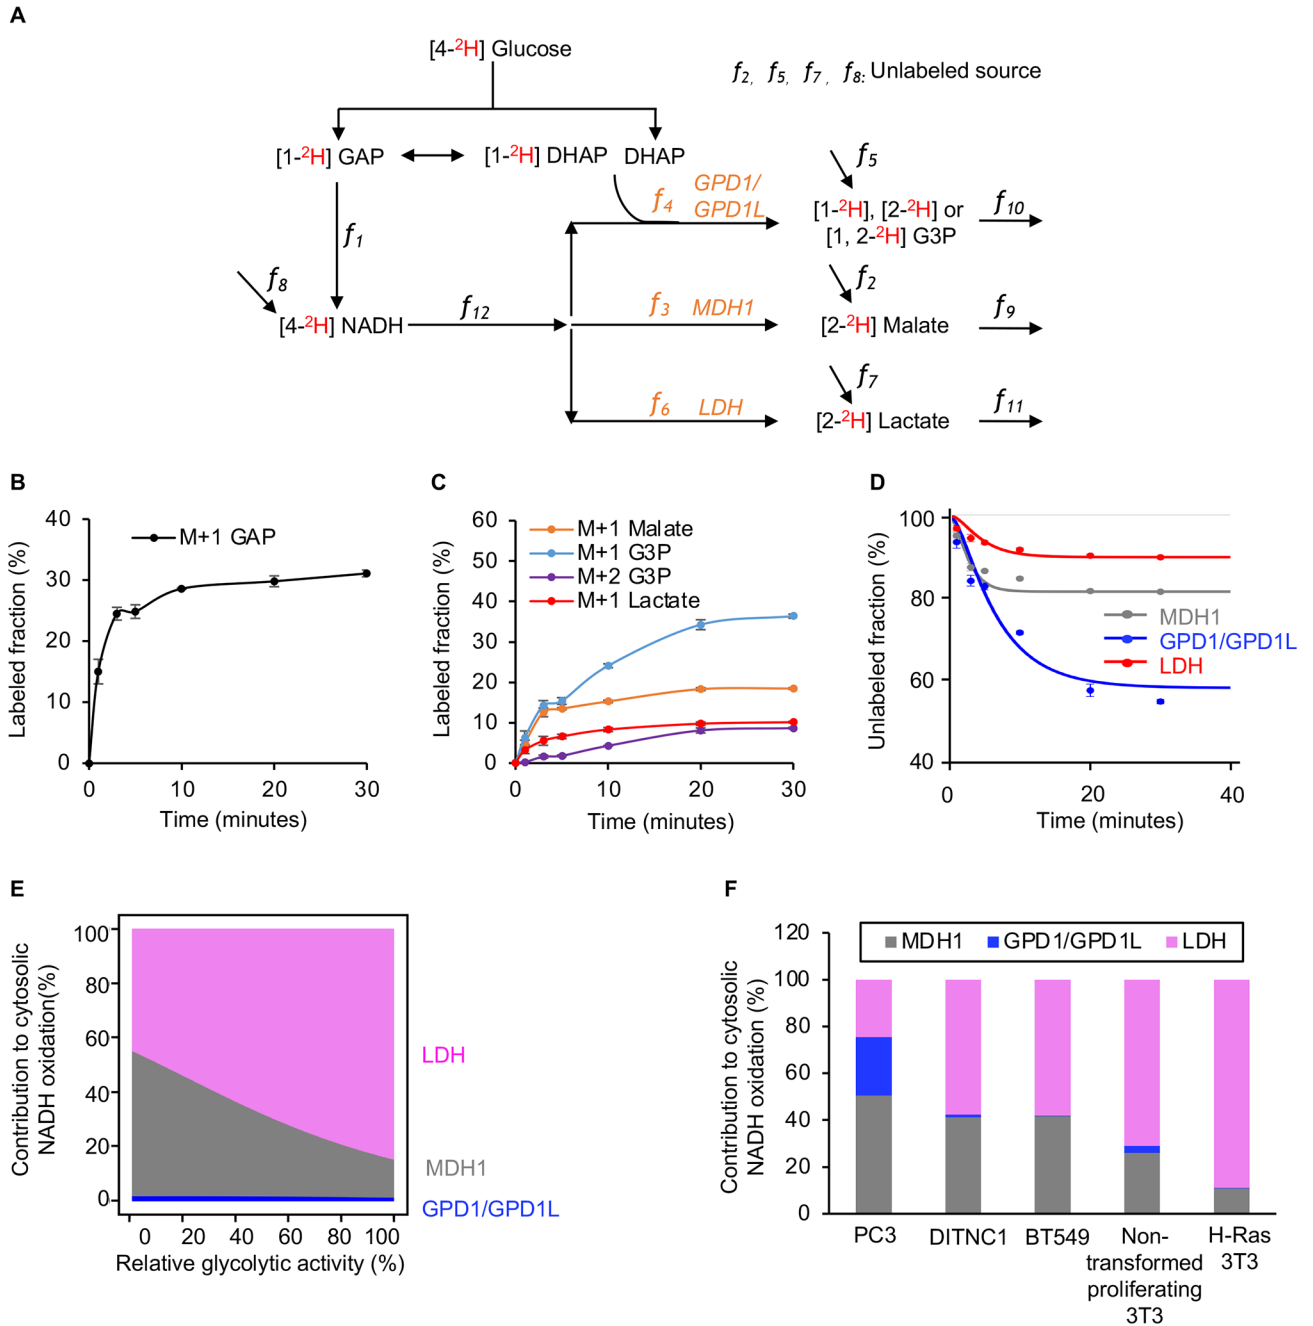 A
[4-²H] Glucose
f2, f5, f7, f8: Unlabeled source
[1-²H] GAP
[1-²H] DHAP
DHAP
f5
f4
GPD1/
GPD1L
[1-²H], [2-²H] or
[1, 2-²H] G3P
f10
f1
f8
f2
[4-²H] NADH
f12
f3
MDH1
[2-²H] Malate
f9
f7
f6
LDH
[2-²H] Lactate
f11
B
Labeled fraction (%)
40
30
20
10
0
M+1 GAP
0
10
20
30
Time (minutes)
C
Labeled fraction (%)
60
50
40
30
20
10
0
M+1 Malate
M+1 G3P
M+2 G3P
M+1 Lactate
0
10
20
30
Time (minutes)
D
Unlabeled fraction (%)
100
80
60
40
MDH1
GPD1/GPD1L
LDH
0
20
40
Time (minutes)
E
Contribution to cytosolic
NADH oxidation(%)
100
80
60
40
20
0
LDH
MDH1
GPD1/GPD1L
0
20
40
60
80
100
Relative glycolytic activity (%)
F
Contribution to cytosolic
NADH oxidation (%)
120
100
80
60
40
20
0
MDH1
GPD1/GPD1L
LDH
PC3
DITNC1
BT549
Non-
transformed
proliferating
3T3
H-Ras
3T3